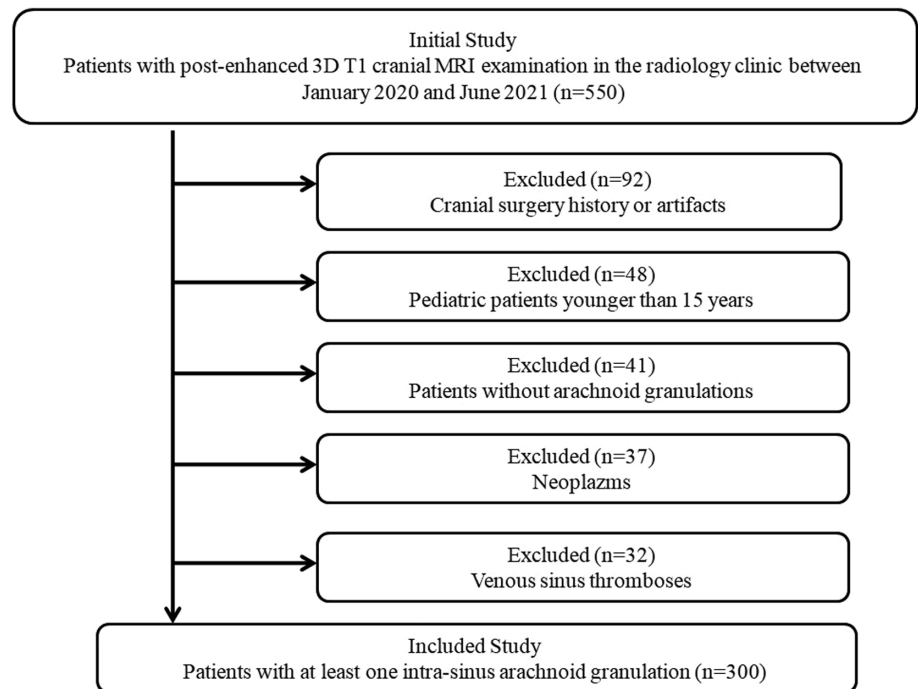 Initial Study
Patients with post-enhanced 3D T1 cranial MRI examination in the radiology clinic between
January 2020 and June 2021 (n=550)
Excluded (n=92)
Cranial surgery history or artifacts
Excluded (n=48)
Pediatric patients younger than 15 years
Excluded (n=41)
Patients without arachnoid granulations
Excluded (n=37)
Neoplazms
Excluded (n=32)
Venous sinus thromboses
Included Study
Patients with at least one intra-sinus arachnoid granulation (n=300)